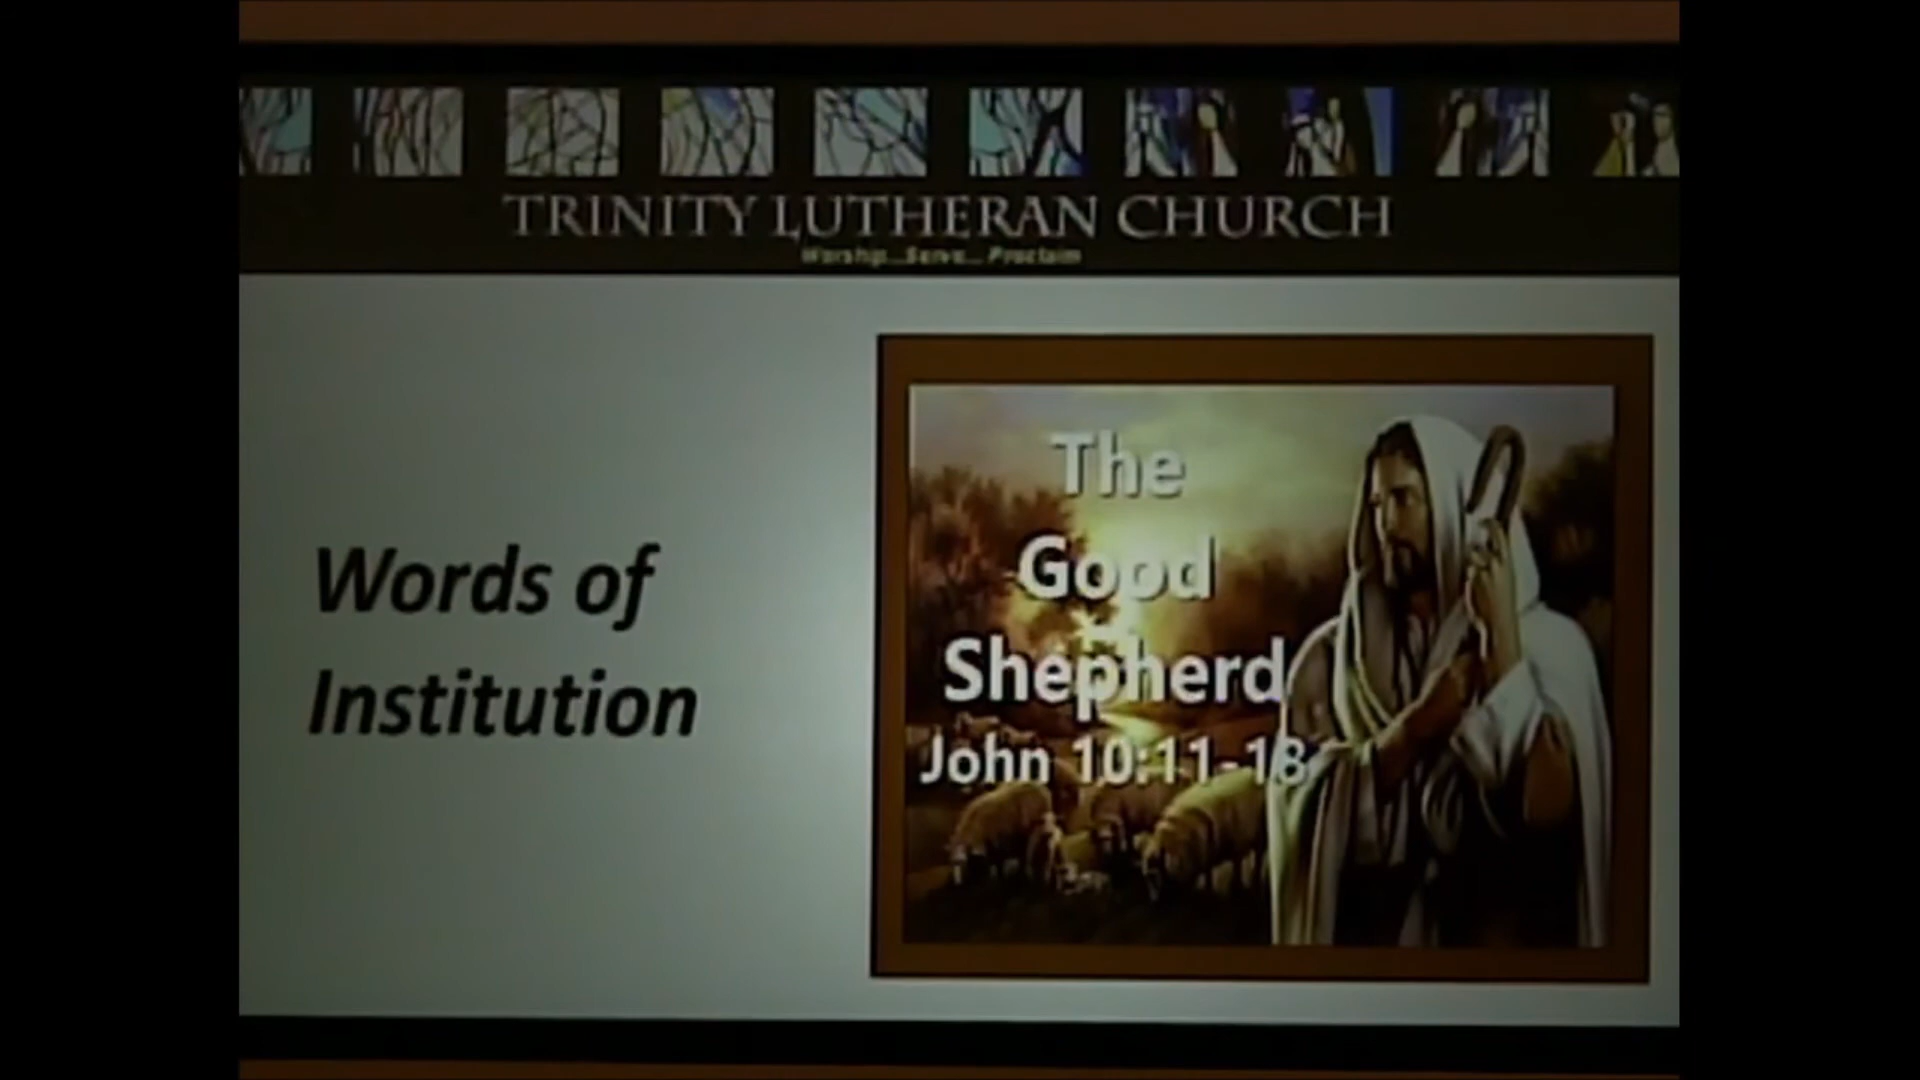 TRINITY LUTHERAN CHURCH
Worship...Serve... Proclaim
Words of
Institution
The
Good
Shepherd
John 10:11-18